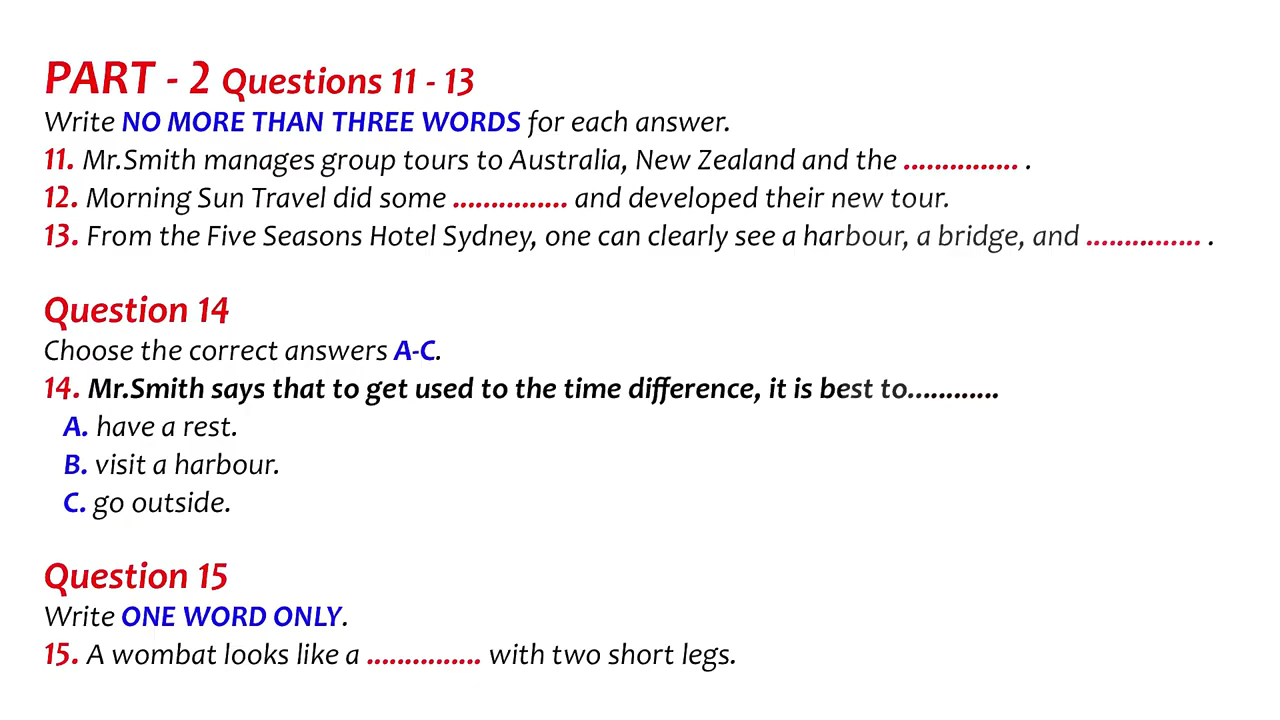 PART - 2 Questions 11 - 13
Write NO MORE THAN THREE WORDS for each answer.
11. Mr.Smith manages group tours to Australia, New Zealand and the ............... .
12. Morning Sun Travel did some ............... and developed their new tour.
13. From the Five Seasons Hotel Sydney, one can clearly see a harbour, a bridge, and ............... .
Question 14
Choose the correct answers A-C.
14. Mr.Smith says that to get used to the time difference, it is best to............
A. have a rest.
B. visit a harbour.
C. go outside.
Question 15
Write ONE WORD ONLY.
15. A wombat looks like a ............... with two short legs.